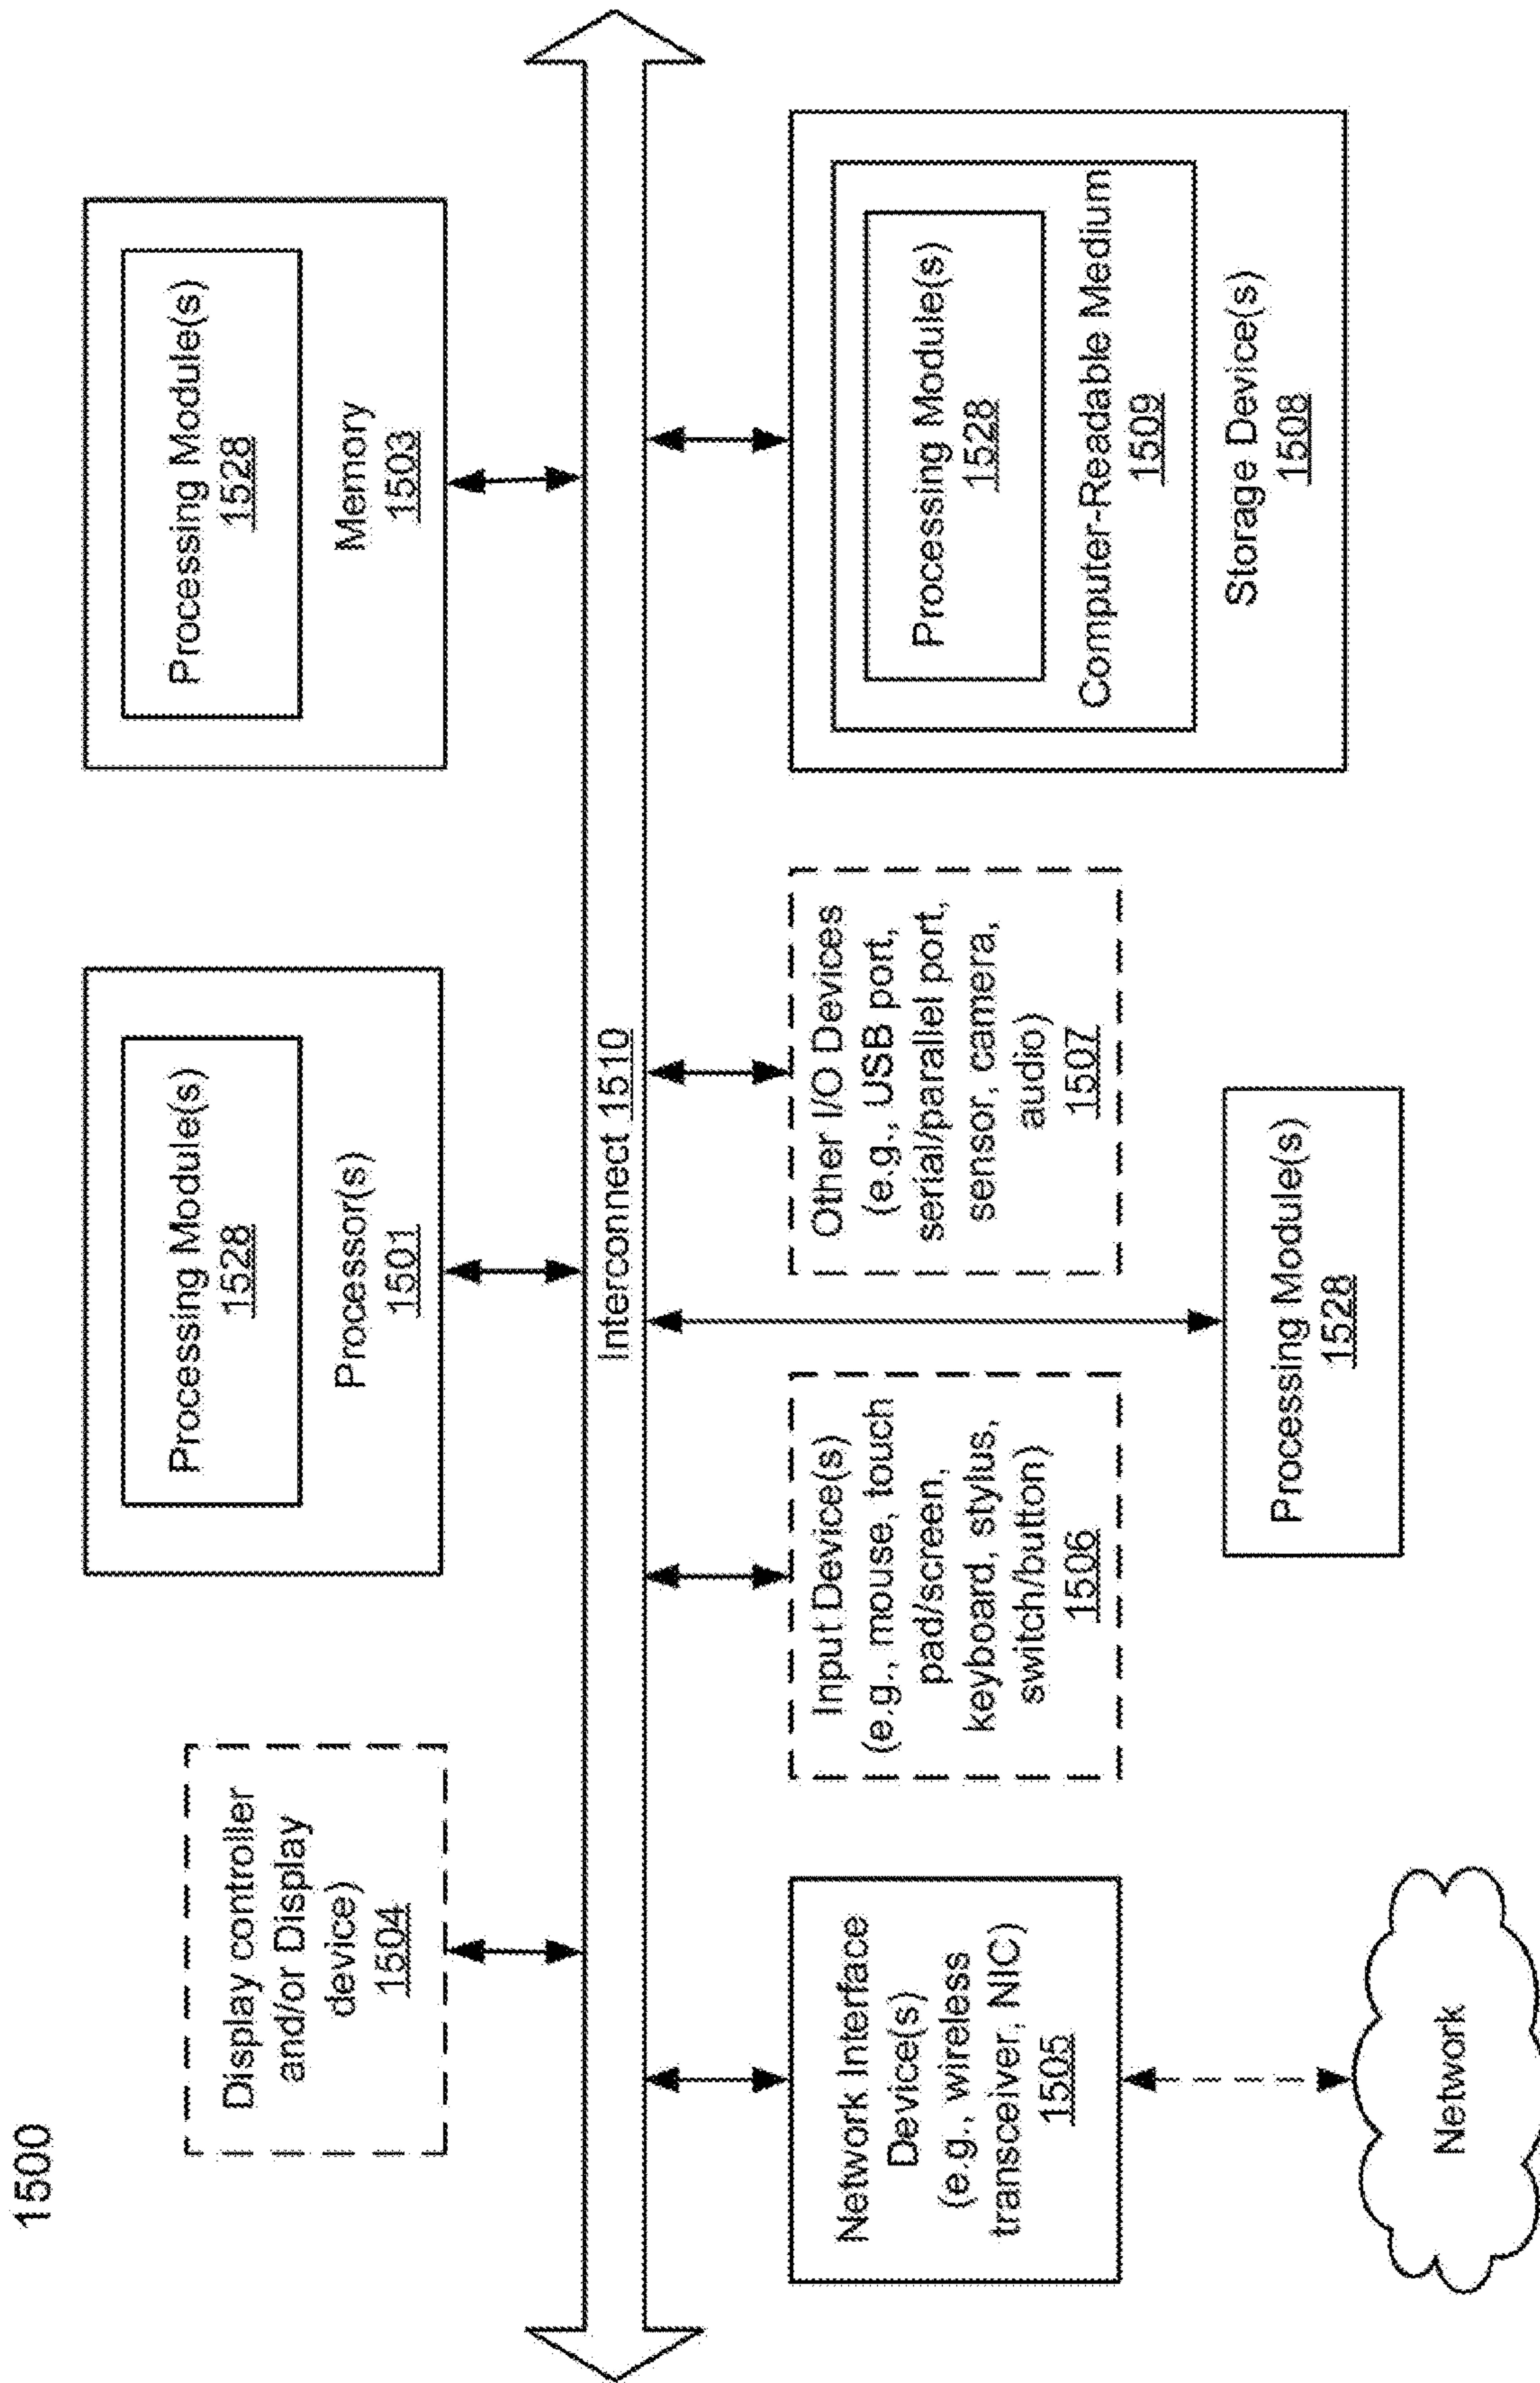 1500
Display controller
and/or Display
device)
1504
Processing Module(s)
1528
Processor(s)
1501
Processing Module(s)
1528
Memory
1503
Interconnect 1510
Network Interface
Device(s)
(e.g., wireless
transceiver, NIC)
1505
Input Device(s)
(e.g., mouse, touch
pad/screen,
keyboard, stylus,
switch/button)
1506
Other I/O Devices
(e.g., USB port,
serial/parallel port,
sensor, camera,
audio)
1507
Processing Module(s)
1528
Computer-Readable Medium
1509
Storage Device(s)
1508
Processing Module(s)
1528
Network